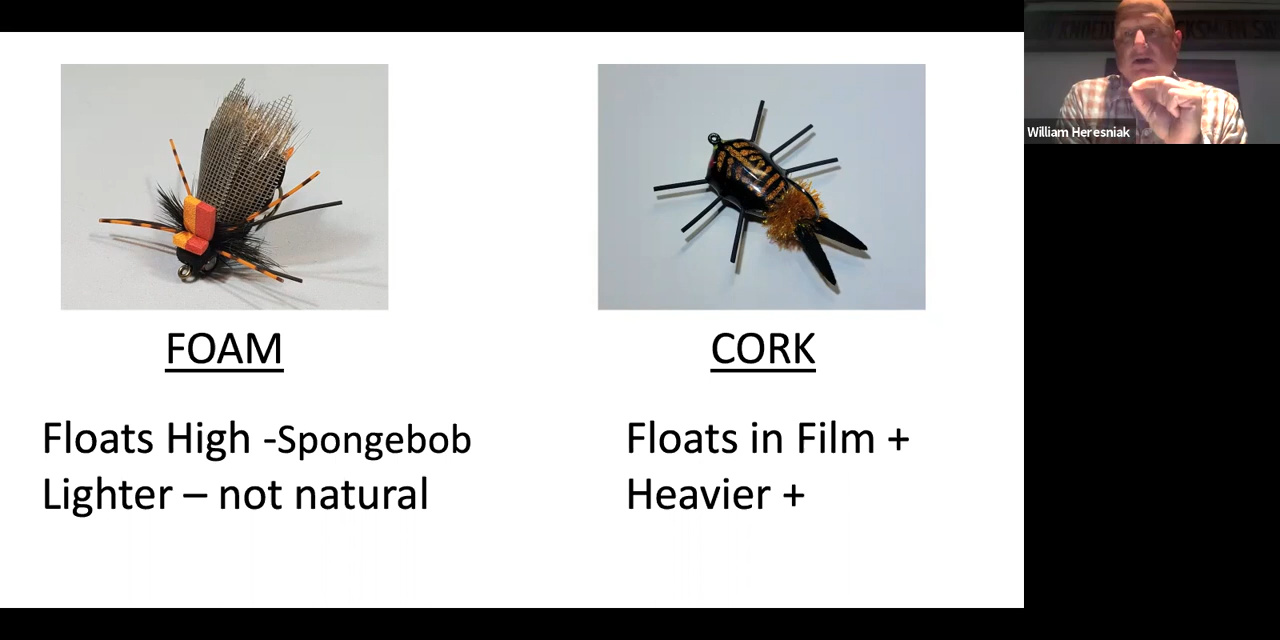 FOAM
Floats High -Spongebob
Lighter – not natural
CORK
Floats in Film +
Heavier +
William Heresniak